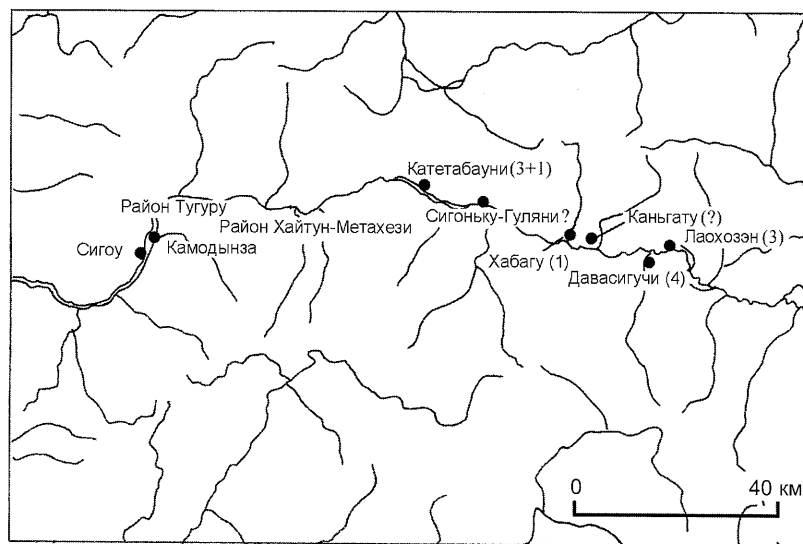 Катетабауни (3+1)
Район Тугуру
Район Хайтун-Метахези
Сигоньку-Гуляни?
Каньгату (?)
Лаохозэн (3)
Сигоу
Камодынза
Хабагу (1)
Давасигучи (4)
0 40 км